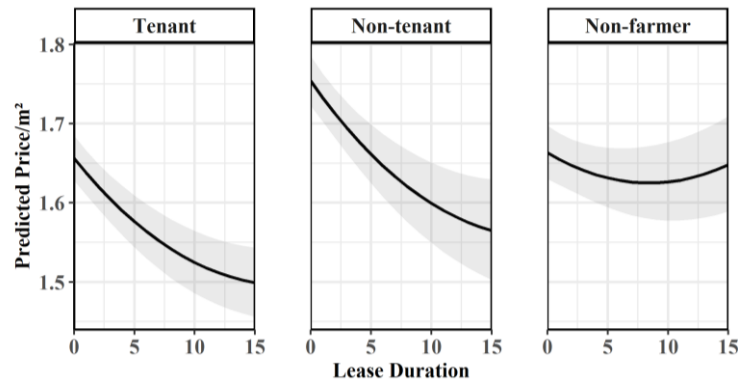 Tenant Non-tenant Non-farmer
Predicted Price/m²
1.8
1.7
1.6
1.5
0 5 10 15 0 5 10 15 0 5 10 15
Lease Duration